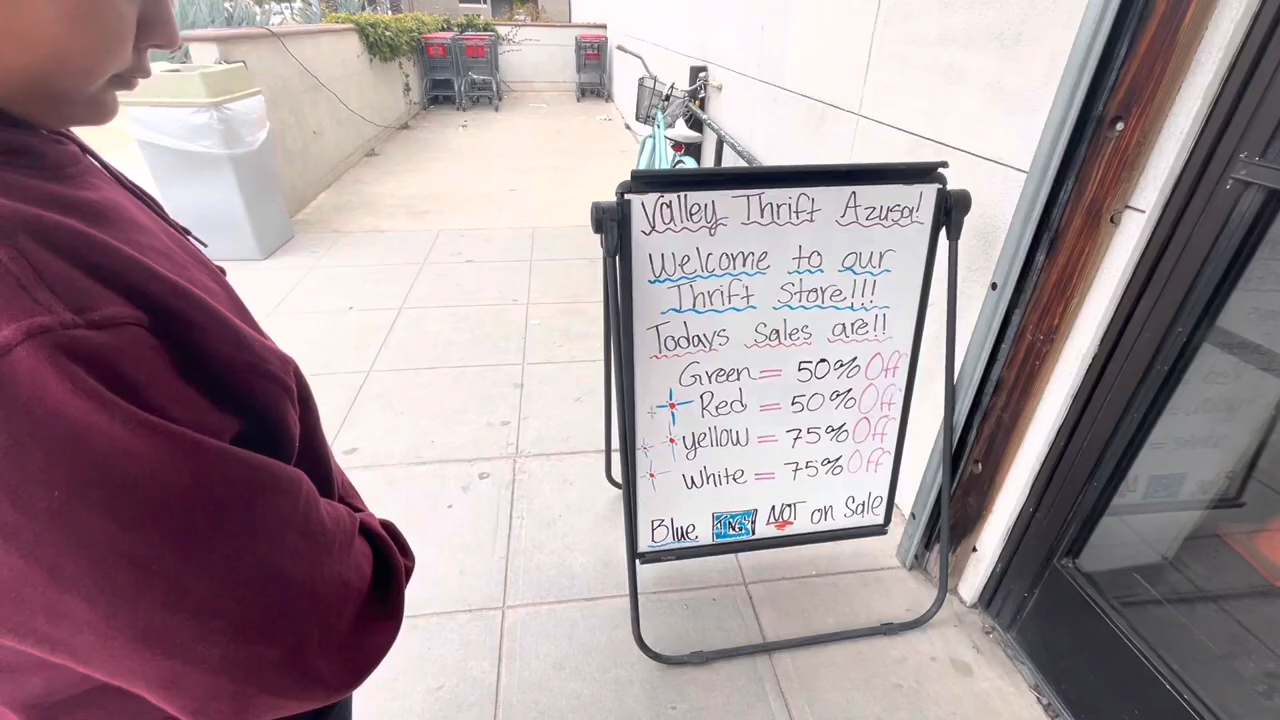 Valley Thrift Azusa!
Welcome to our
Thrift Store!!!
Todays Sales are!!
Green = 50% Off
Red = 50% Off
yellow = 75% Off
White = 75% Off
Blue TAGS NOT on Sale